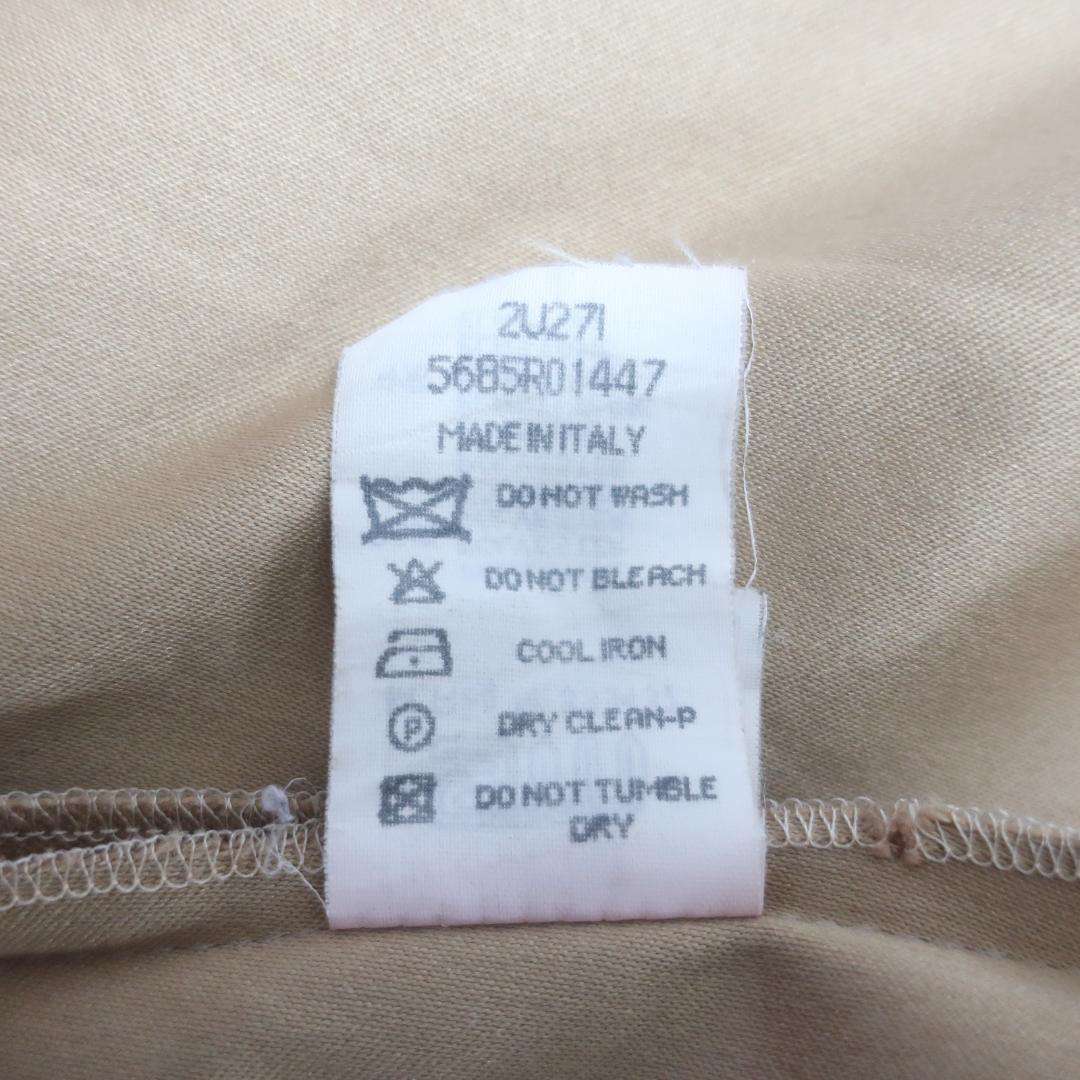 2U271
5685R01447
MADE IN ITALY
DO NOT WASH
DO NOT BLEACH
COOL IRON
P DRY CLEAN-P
DO NOT TUMBLE
DRY